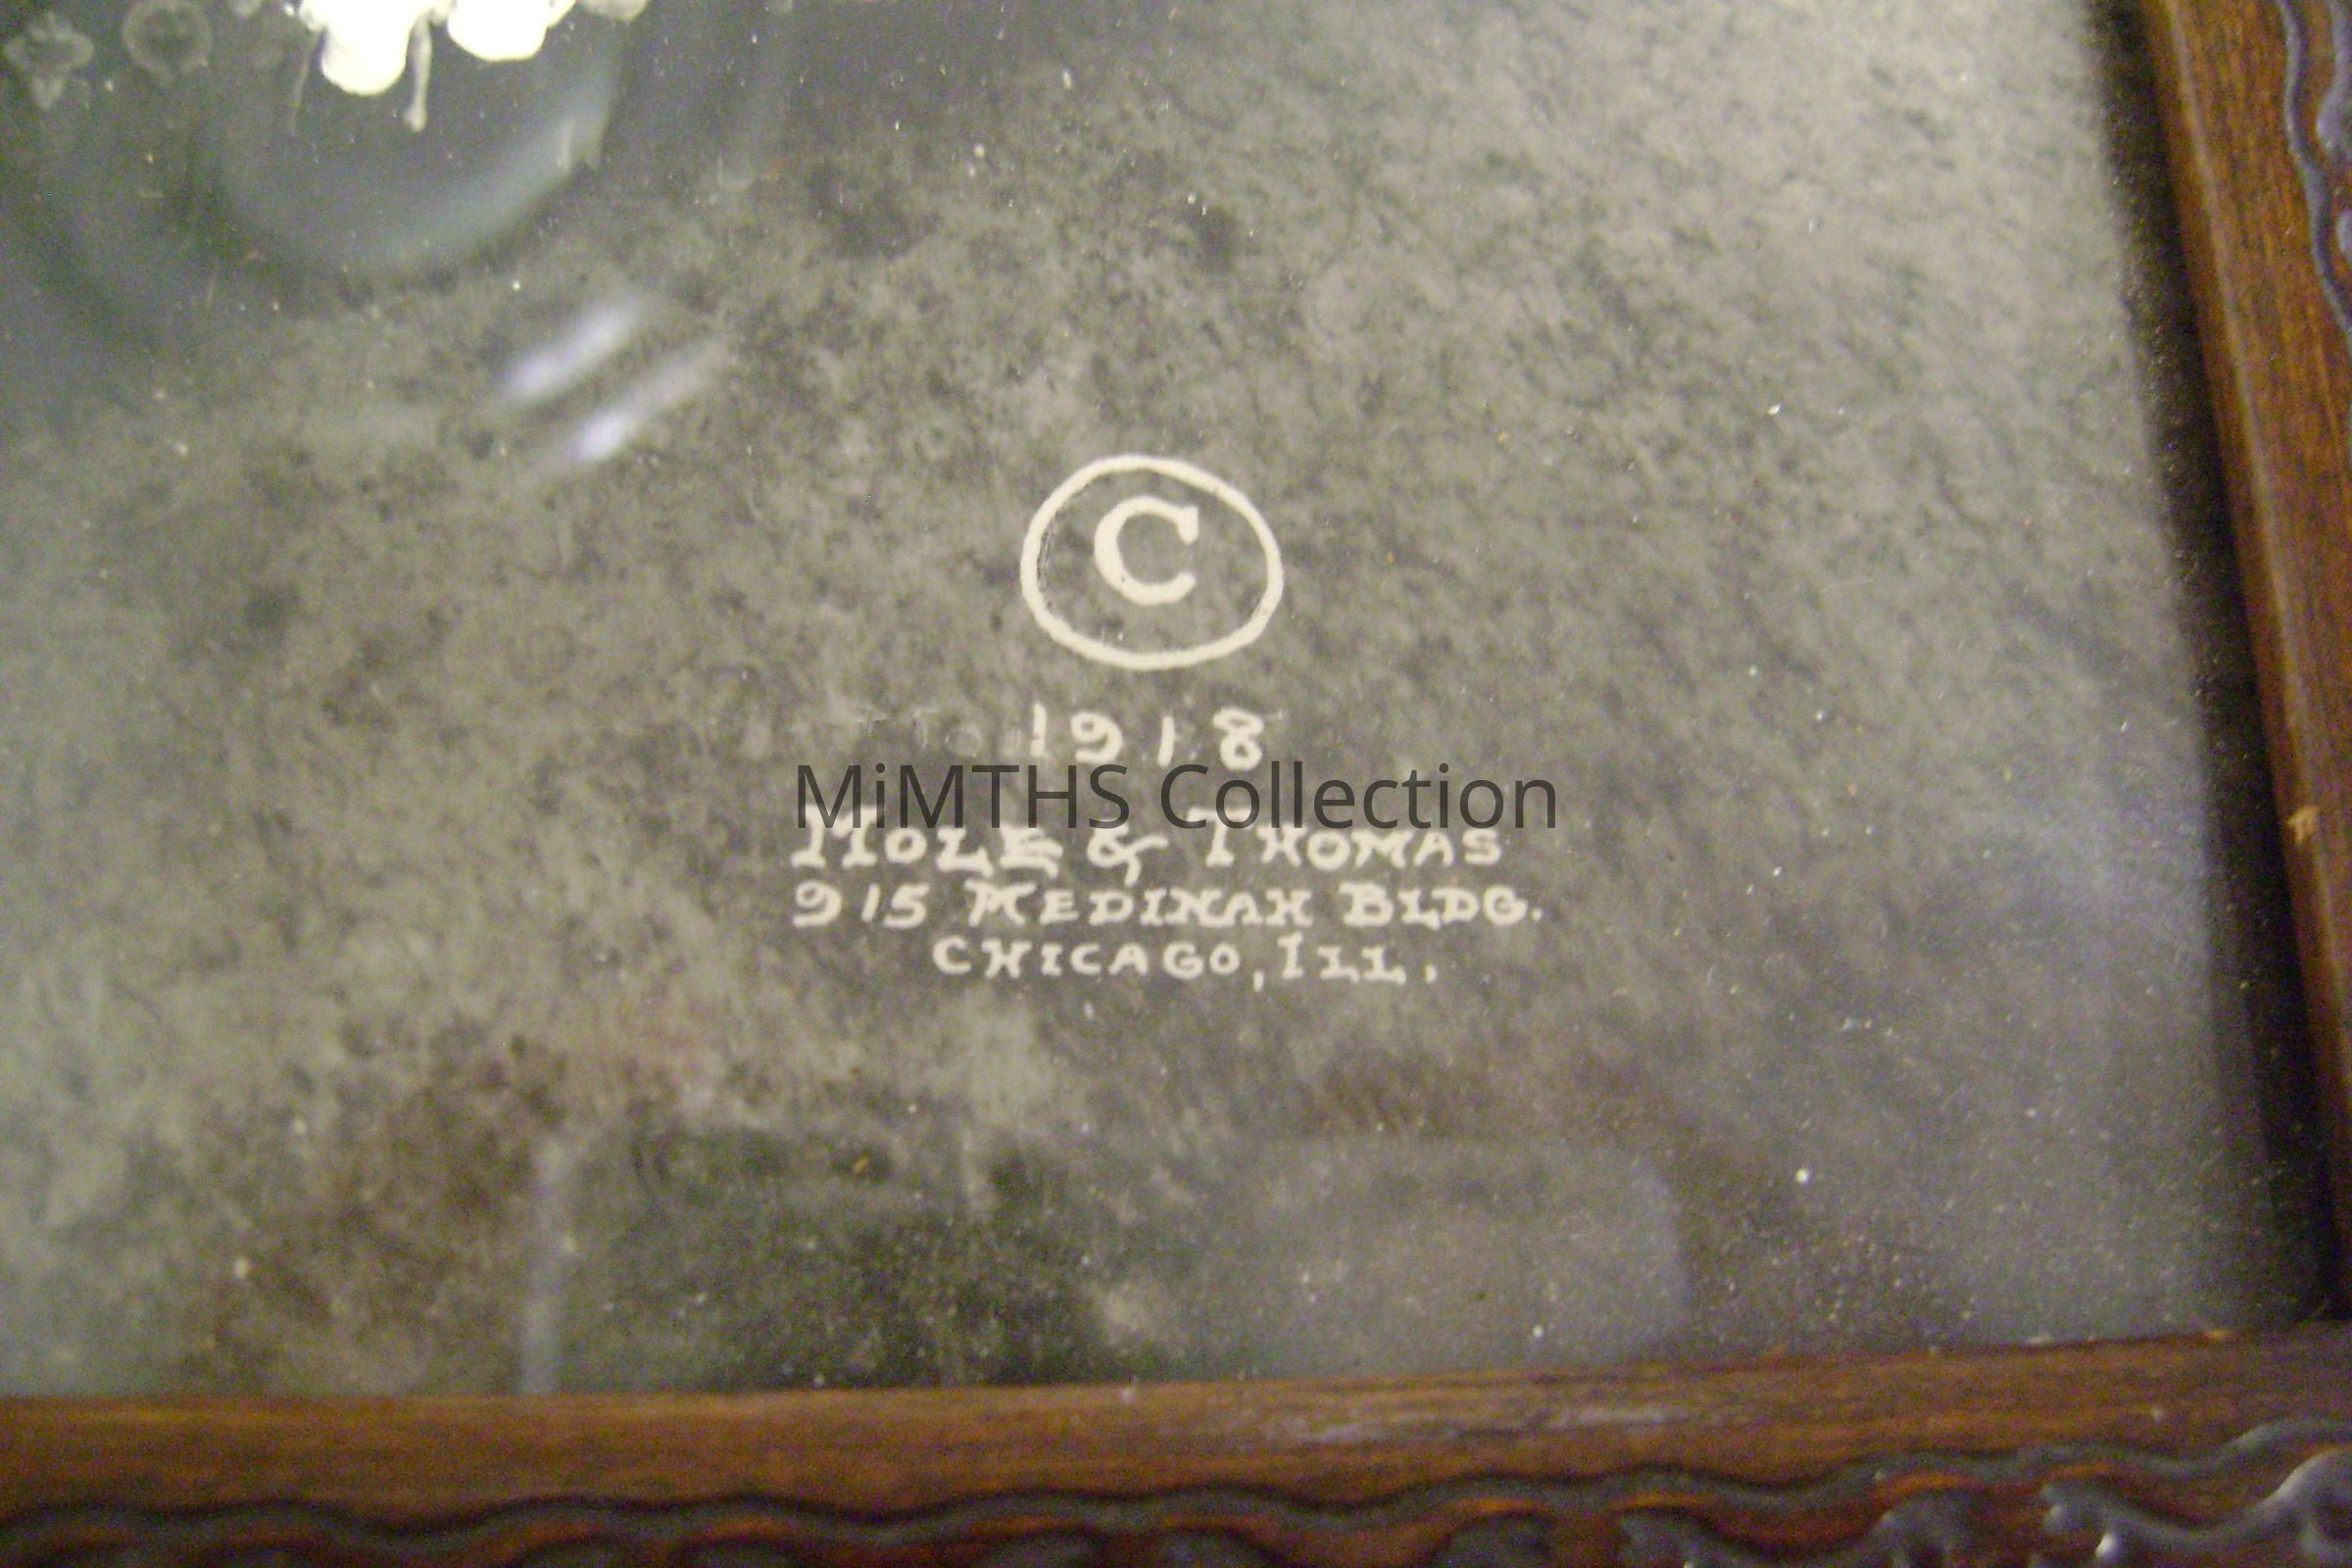 ©
1918
MiMTHS Collection
MOLE & THOMAS
915 MEDINAH BLDG.
CHICAGO, ILL.